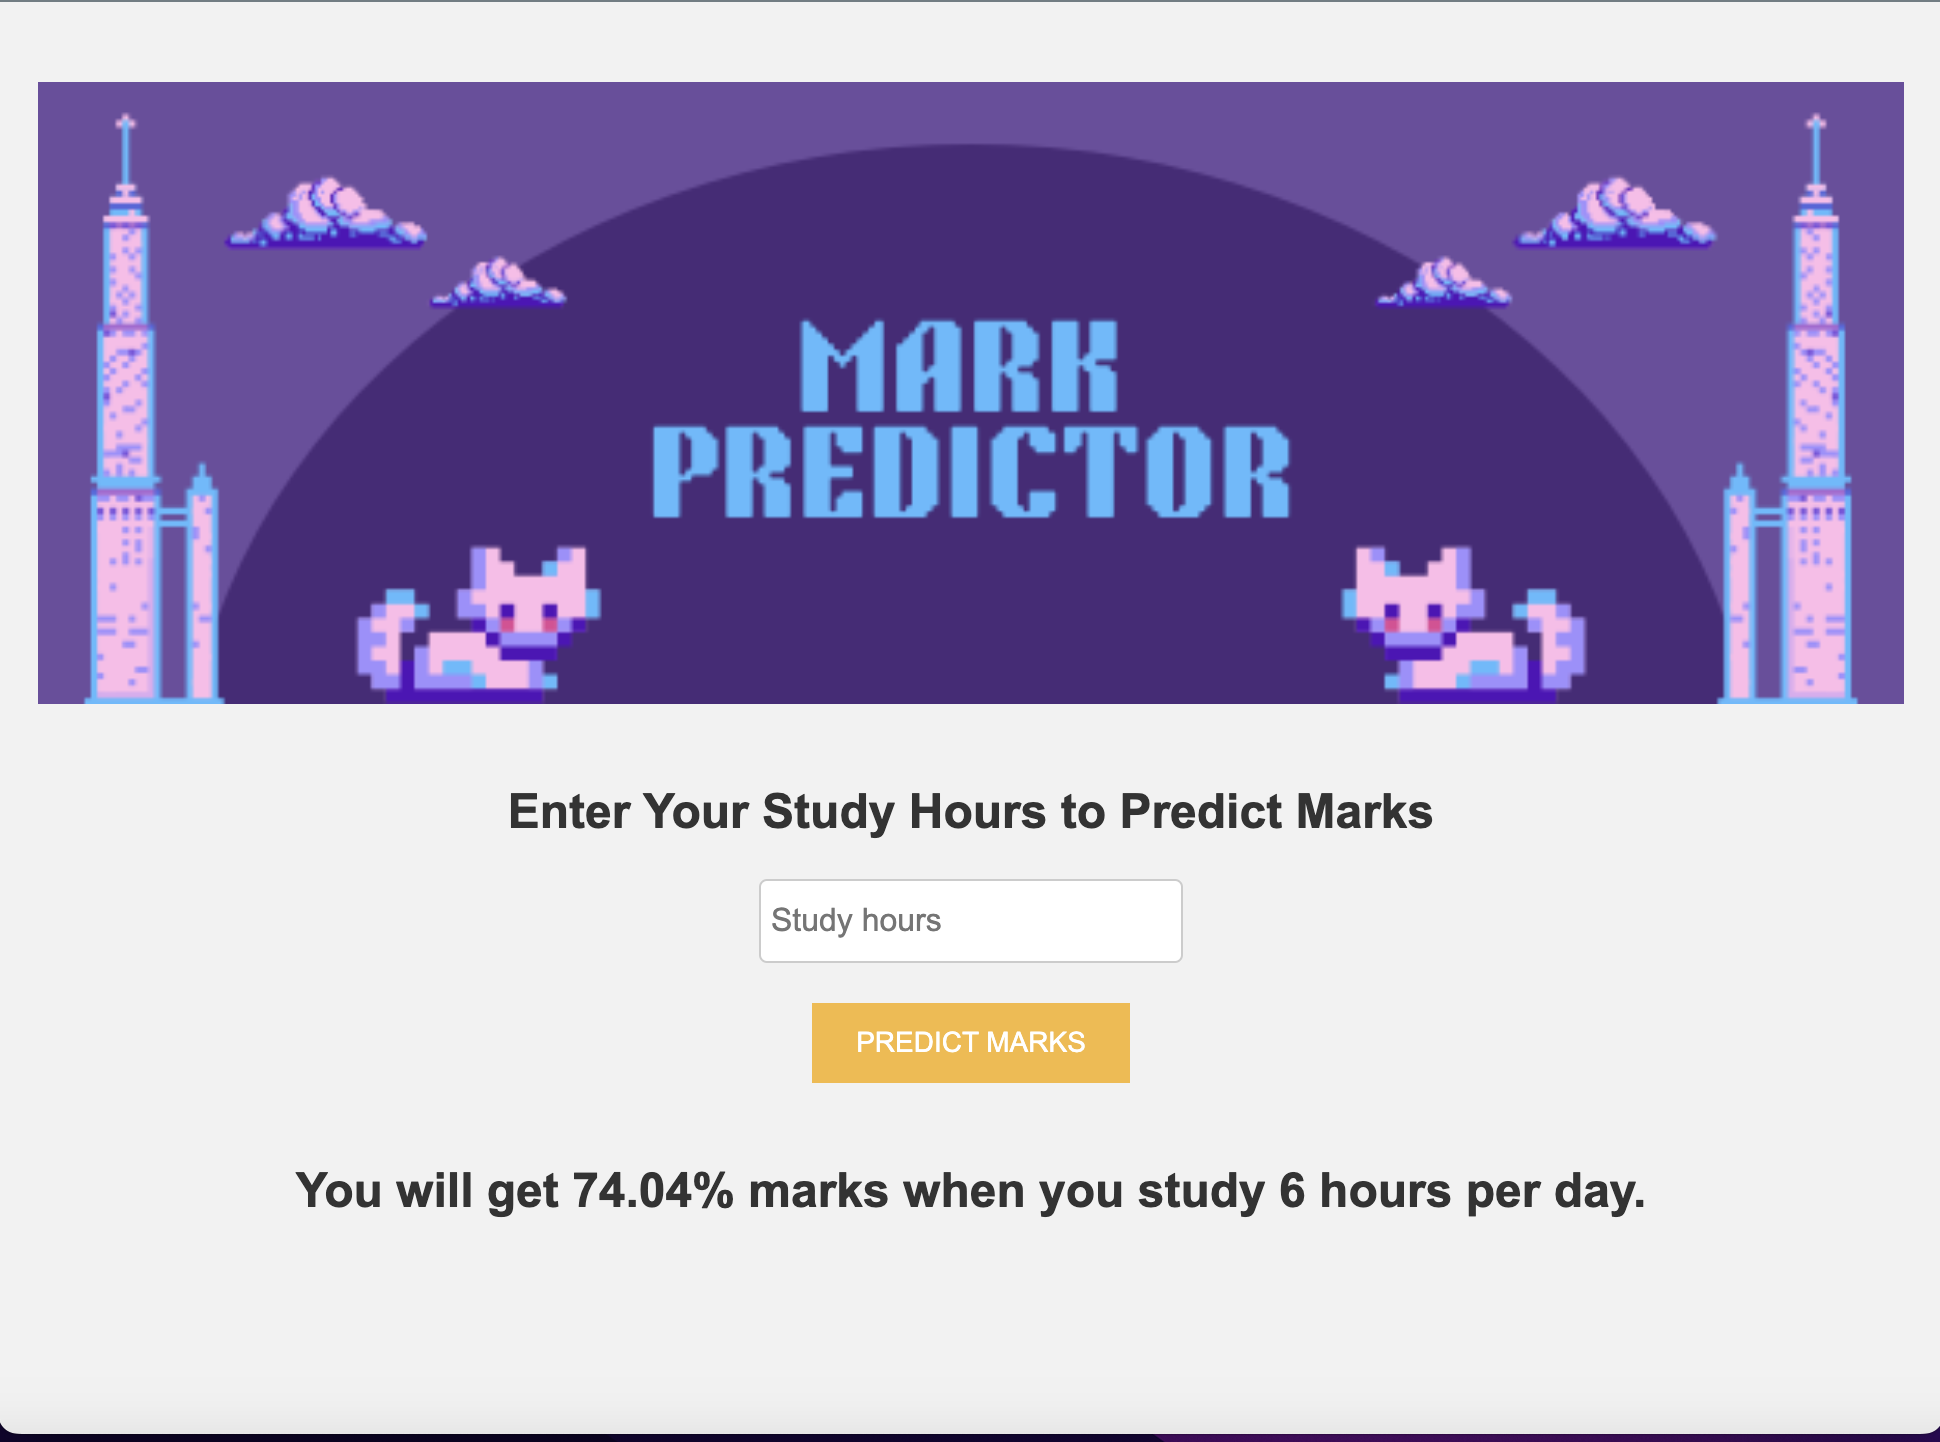 MARK
PREDICTOR
Enter Your Study Hours to Predict Marks
Study hours
PREDICT MARKS
You will get 74.04% marks when you study 6 hours per day.